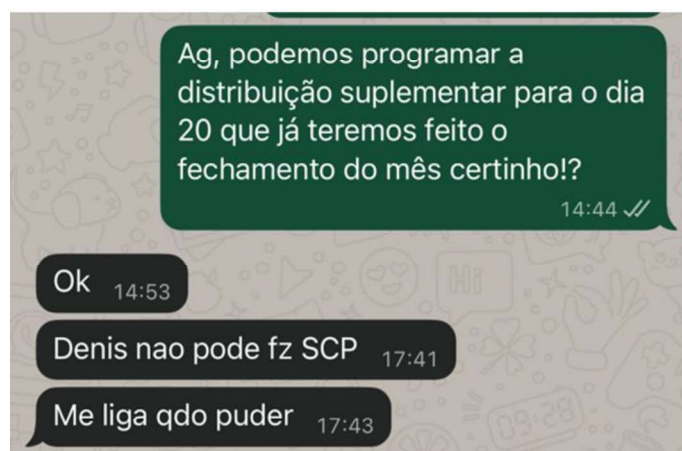 Ag, podemos programar a
distribuição suplementar para o dia
20 que já teremos feito o
fechamento do mês certinho!?
14:44
Ok 14:53
Denis nao pode fz SCP 17:41
Me liga qdo puder 17:43